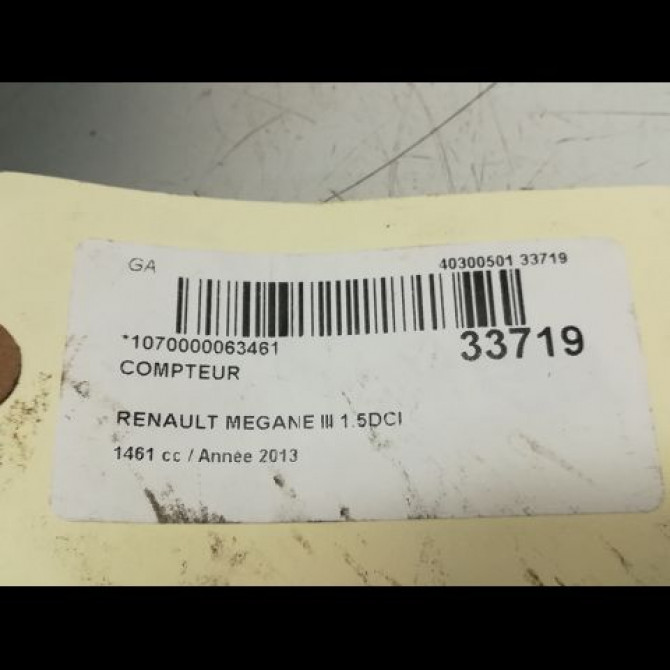 GA 40300501 33719
*1070000063461 33719
COMPTEUR
RENAULT MEGANE III 1.5DCI
1461 cc / Année 2013